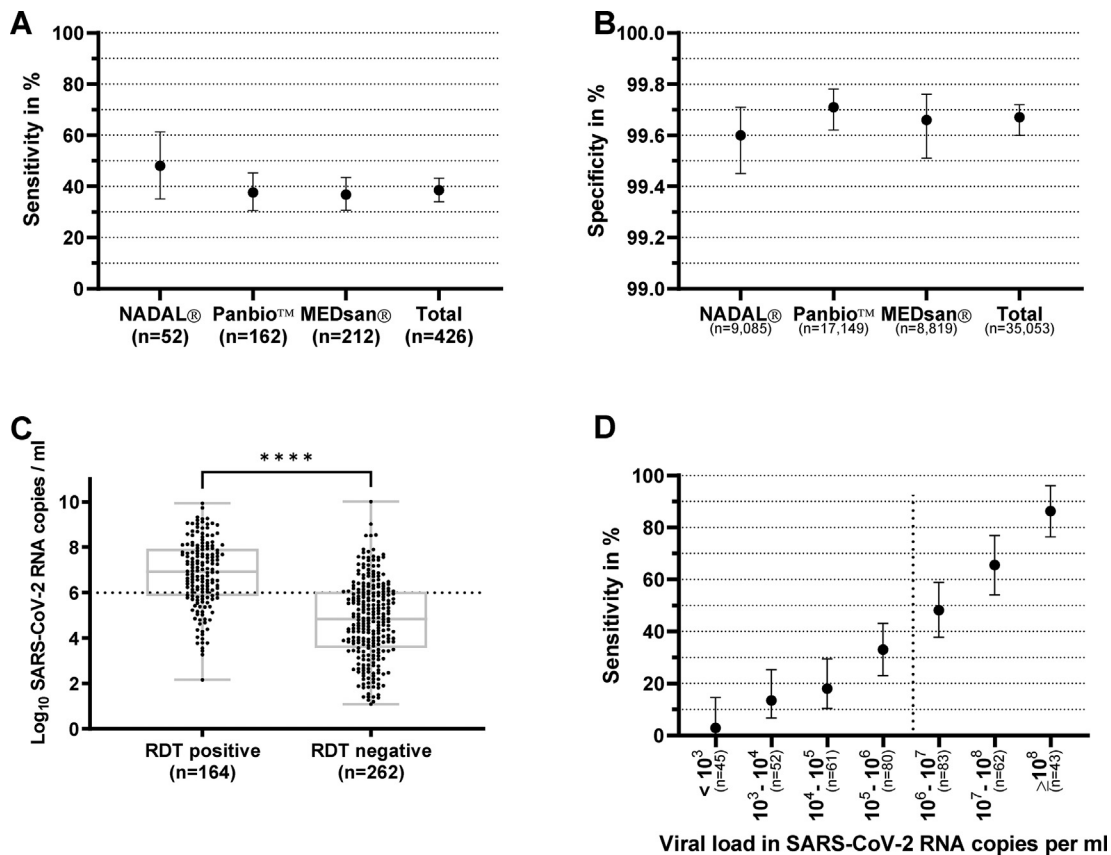 A
Sensitivity in %
100
80
60
40
20
0
NADAL® Panbio™ MEDsan® Total
(n=52) (n=162) (n=212) (n=426)
B
Specificity in %
100.0
99.8
99.6
99.4
99.2
99.0
NADAL® Panbio™ MEDsan® Total
(n=9,085) (n=17,149) (n=8,819) (n=35,053)
C
Log₁₀ SARS-CoV-2 RNA copies / ml
****
10
8
6
4
2
0
RDT positive RDT negative
(n=164) (n=262)
D
Sensitivity in %
100
80
60
40
20
0
< 10³
(n=45)
10³ - 10⁴
(n=52)
10⁴ - 10⁵
(n=61)
10⁵ - 10⁶
(n=80)
10⁶ - 10⁷
(n=83)
10⁷ - 10⁸
(n=62)
≥ 10⁸
(n=43)
Viral load in SARS-CoV-2 RNA copies per ml